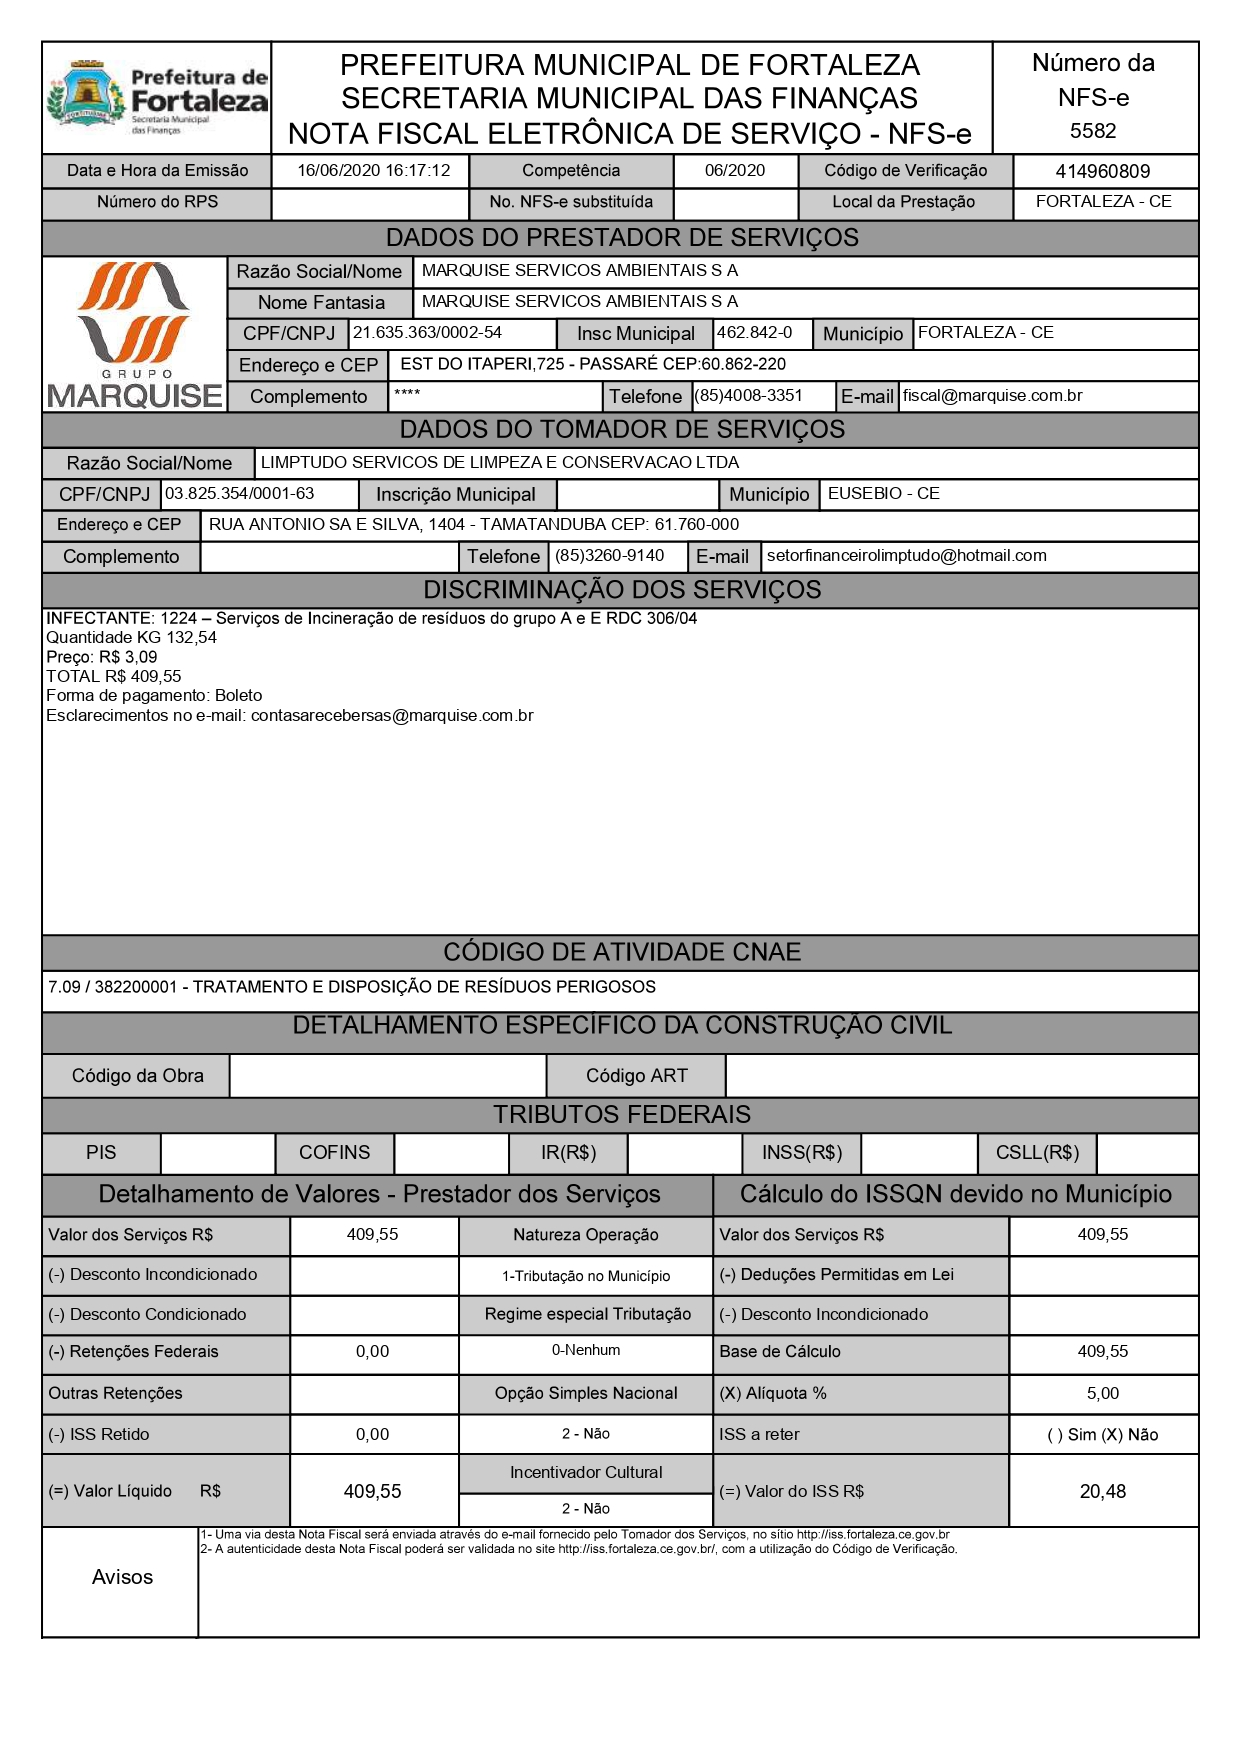 Prefeitura de
Fortaleza
Secretaria Municipal
das Finanças
PREFEITURA MUNICIPAL DE FORTALEZA
SECRETARIA MUNICIPAL DAS FINANÇAS
NOTA FISCAL ELETRÔNICA DE SERVIÇO - NFS-e
Número da
NFS-e
5582
Data e Hora da Emissão 16/06/2020 16:17:12 Competência 06/2020 Código de Verificação 414960809
Número do RPS No. NFS-e substituída Local da Prestação FORTALEZA - CE
DADOS DO PRESTADOR DE SERVIÇOS
GRUPO
MARQUISE
Razão Social/Nome MARQUISE SERVICOS AMBIENTAIS S A
Nome Fantasia MARQUISE SERVICOS AMBIENTAIS S A
CPF/CNPJ 21.635.363/0002-54 Insc Municipal 462.842-0 Município FORTALEZA - CE
Endereço e CEP EST DO ITAPERI,725 - PASSARÉ CEP:60.862-220
Complemento **** Telefone (85)4008-3351 E-mail fiscal@marquise.com.br
DADOS DO TOMADOR DE SERVIÇOS
Razão Social/Nome LIMPTUDO SERVICOS DE LIMPEZA E CONSERVACAO LTDA
CPF/CNPJ 03.825.354/0001-63 Inscrição Municipal Município EUSEBIO - CE
Endereço e CEP RUA ANTONIO SA E SILVA, 1404 - TAMATANDUBA CEP: 61.760-000
Complemento Telefone (85)3260-9140 E-mail setorfinanceirolimptudo@hotmail.com
DISCRIMINAÇÃO DOS SERVIÇOS
INFECTANTE: 1224 – Serviços de Incineração de resíduos do grupo A e E RDC 306/04
Quantidade KG 132,54
Preço: R$ 3,09
TOTAL R$ 409,55
Forma de pagamento: Boleto
Esclarecimentos no e-mail: contasarecebersas@marquise.com.br
CÓDIGO DE ATIVIDADE CNAE
7.09 / 382200001 - TRATAMENTO E DISPOSIÇÃO DE RESÍDUOS PERIGOSOS
DETALHAMENTO ESPECÍFICO DA CONSTRUÇÃO CIVIL
Código da Obra Código ART
TRIBUTOS FEDERAIS
PIS COFINS IR(R$) INSS(R$) CSLL(R$)
Detalhamento de Valores - Prestador dos Serviços Cálculo do ISSQN devido no Município
Valor dos Serviços R$ 409,55 Natureza Operação Valor dos Serviços R$ 409,55
(-) Desconto Incondicionado 1-Tributação no Município (-) Deduções Permitidas em Lei
(-) Desconto Condicionado Regime especial Tributação (-) Desconto Incondicionado
(-) Retenções Federais 0,00 0-Nenhum Base de Cálculo 409,55
Outras Retenções Opção Simples Nacional (X) Alíquota % 5,00
(-) ISS Retido 0,00 2 - Não ISS a reter ( ) Sim (X) Não
(=) Valor Líquido R$ 409,55 Incentivador Cultural (=) Valor do ISS R$ 20,48
2 - Não
Avisos
1- Uma via desta Nota Fiscal será enviada através do e-mail fornecido pelo Tomador dos Serviços, no sítio http://iss.fortaleza.ce.gov.br
2- A autenticidade desta Nota Fiscal poderá ser validada no site http://iss.fortaleza.ce.gov.br/, com a utilização do Código de Verificação.